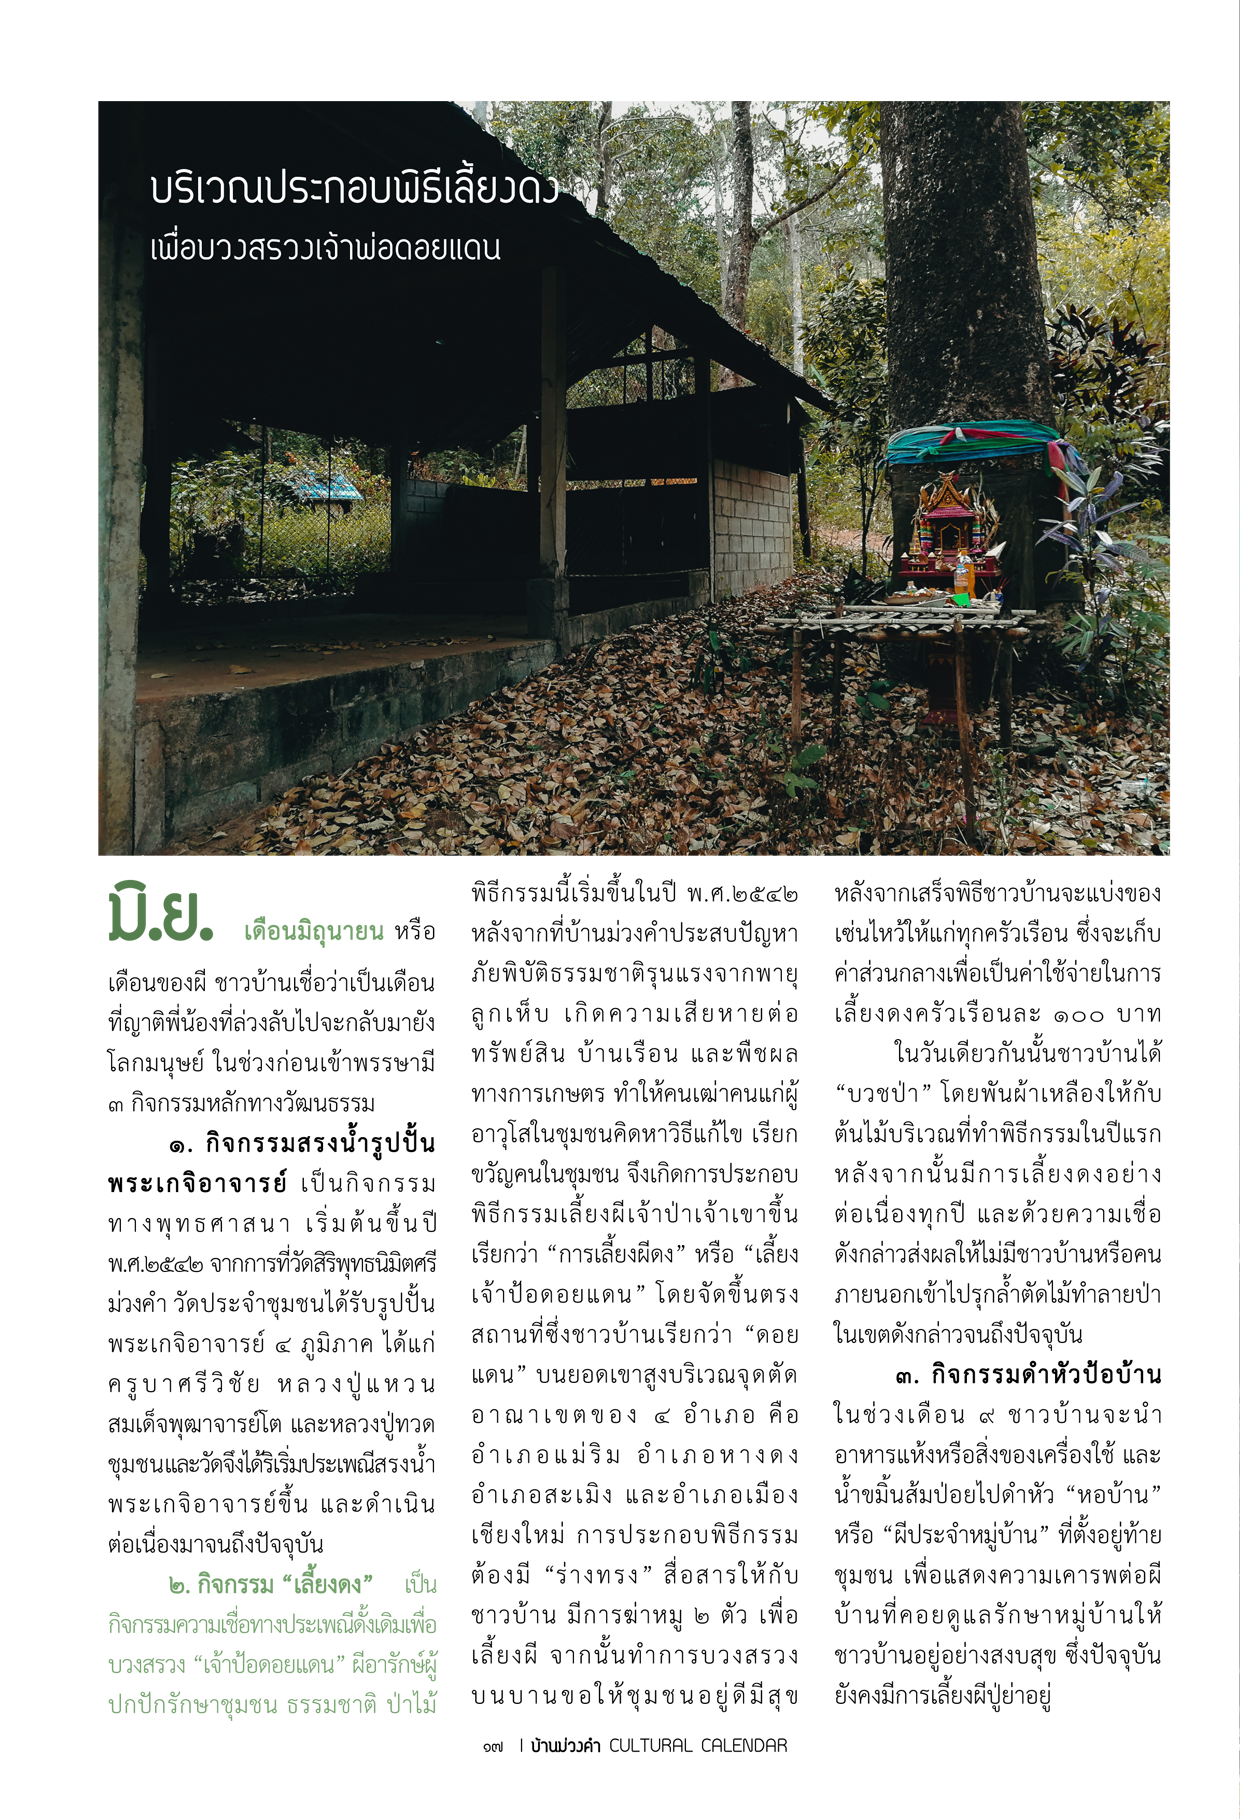 บริเวณประกอบพิธีเลี้ยงดง
เพื่อบวงสรวงเจ้าพ่อดอยแดน
มิ.ย. เดือนมิถุนายน หรือ
เดือนของผี ชาวบ้านเชื่อว่าเป็นเดือน
ที่ญาติพี่น้องที่ล่วงลับไปจะกลับมายัง
โลกมนุษย์ ในช่วงก่อนเข้าพรรษามี
๓ กิจกรรมหลักทางวัฒนธรรม
๑. กิจกรรมสรงน้ำรูปปั้น
พระเกจิอาจารย์ เป็นกิจกรรม
ทางพุทธศาสนา เริ่มต้นขึ้นปี
พ.ศ.๒๕๔๒ จากการที่วัดสิริพุทธนิมิตศรี
ม่วงคำ วัดประจำชุมชนได้รับรูปปั้น
พระเกจิอาจารย์ ๔ ภูมิภาค ได้แก่
ครูบาศรีวิชัย หลวงปู่แหวน
สมเด็จพุฒาจารย์โต และหลวงปู่ทวด
ชุมชนและวัดจึงได้ริเริ่มประเพณีสรงน้ำ
พระเกจิอาจารย์ขึ้น และดำเนิน
ต่อเนื่องมาจนถึงปัจจุบัน
๒. กิจกรรม “เลี้ยงดง” เป็น
กิจกรรมความเชื่อทางประเพณีดั้งเดิมเพื่อ
บวงสรวง “เจ้าป้อดอยแดน” ผีอารักษ์ผู้
ปกปักรักษาชุมชน ธรรมชาติ ป่าไม้
พิธีกรรมนี้เริ่มขึ้นในปี พ.ศ.๒๕๔๒
หลังจากที่บ้านม่วงคำประสบปัญหา
ภัยพิบัติธรรมชาติรุนแรงจากพายุ
ลูกเห็บ เกิดความเสียหายต่อ
ทรัพย์สิน บ้านเรือน และพืชผล
ทางการเกษตร ทำให้คนเฒ่าคนแก่ผู้
อาวุโสในชุมชนคิดหาวิธีแก้ไข เรียก
ขวัญคนในชุมชน จึงเกิดการประกอบ
พิธีกรรมเลี้ยงผีเจ้าป่าเจ้าเขาขึ้น
เรียกว่า “การเลี้ยงผีดง” หรือ “เลี้ยง
เจ้าป้อดอยแดน” โดยจัดขึ้นตรง
สถานที่ซึ่งชาวบ้านเรียกว่า “ดอย
แดน” บนยอดเขาสูงบริเวณจุดตัด
อาณาเขตของ ๔ อำเภอ คือ
อำเภอแม่ริม อำเภอหางดง
อำเภอสะเมิง และอำเภอเมือง
เชียงใหม่ การประกอบพิธีกรรม
ต้องมี “ร่างทรง” สื่อสารให้กับ
ชาวบ้าน มีการฆ่าหมู ๒ ตัว เพื่อ
เลี้ยงผี จากนั้นทำการบวงสรวง
บนบานขอให้ชุมชนอยู่ดีมีสุข
หลังจากเสร็จพิธีชาวบ้านจะแบ่งของ
เซ่นไหว้ให้แก่ทุกครัวเรือน ซึ่งจะเก็บ
ค่าส่วนกลางเพื่อเป็นค่าใช้จ่ายในการ
เลี้ยงดงครัวเรือนละ ๑๐๐ บาท
ในวันเดียวกันนั้นชาวบ้านได้
“บวชป่า” โดยพันผ้าเหลืองให้กับ
ต้นไม้บริเวณที่ทำพิธีกรรมในปีแรก
หลังจากนั้นมีการเลี้ยงดงอย่าง
ต่อเนื่องทุกปี และด้วยความเชื่อ
ดังกล่าวส่งผลให้ไม่มีชาวบ้านหรือคน
ภายนอกเข้าไปรุกล้ำตัดไม้ทำลายป่า
ในเขตดังกล่าวจนถึงปัจจุบัน
๓. กิจกรรมดำหัวป้อบ้าน
ในช่วงเดือน ๙ ชาวบ้านจะนำ
อาหารแห้งหรือสิ่งของเครื่องใช้ และ
น้ำขมิ้นส้มป่อยไปดำหัว “หอบ้าน”
หรือ “ผีประจำหมู่บ้าน” ที่ตั้งอยู่ท้าย
ชุมชน เพื่อแสดงความเคารพต่อผี
บ้านที่คอยดูแลรักษาหมู่บ้านให้
ชาวบ้านอยู่อย่างสงบสุข ซึ่งปัจจุบัน
ยังคงมีการเลี้ยงผีปู่ย่าอยู่
๑๗ | บ้านม่วงคำ CULTURAL CALENDAR